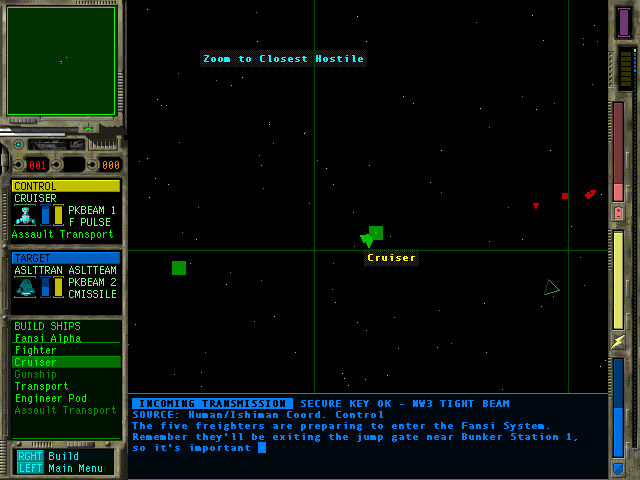 Zoom to Closest Hostile
001 000
CONTROL
CRUISER
PKBEAM 1
F PULSE
Assault Transport
TARGET
ASLTTRAN ASLTTEAM
PKBEAM 2
CMISSILE
BUILD SHIPS
Fansi Alpha
Fighter
Cruiser
Gunship
Transport
Engineer Pod
Assault Transport
RGHT Build
LEFT Main Menu
Cruiser
INCOMING TRANSMISSION SECURE KEY OK - NW3 TIGHT BEAM
SOURCE: Human/Ishiman Coord. Control
The five freighters are preparing to enter the Fansi System.
Remember they'll be exiting the jump gate near Bunker Station 1,
so it's important